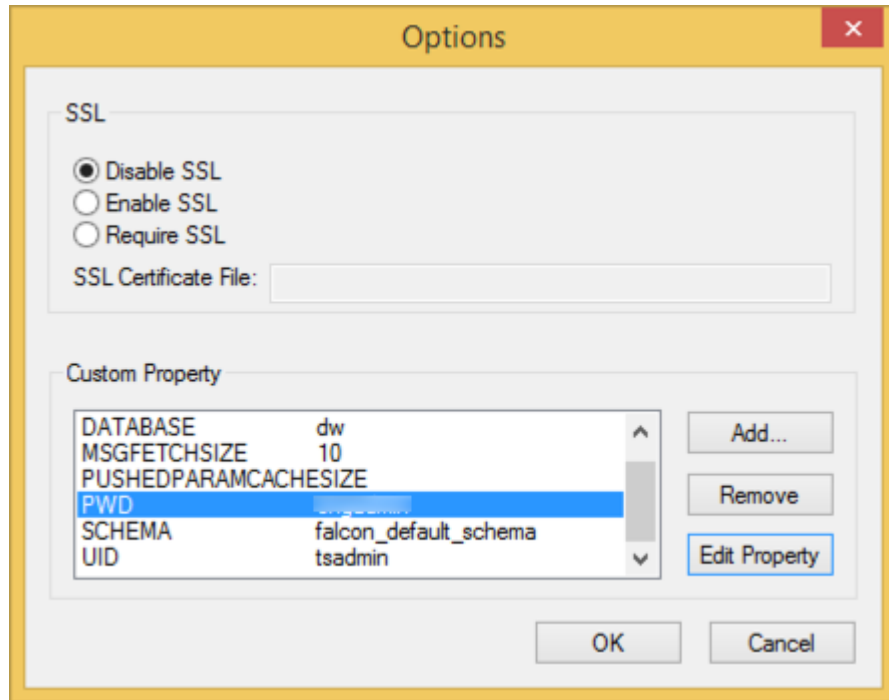 Options
SSL
Disable SSL
Enable SSL
Require SSL
SSL Certificate File:
Custom Property
DATABASE dw
MSGFETCHSIZE 10
PUSHEDPARAMCACHESIZE
PWD
SCHEMA falcon_default_schema
UID tsadmin
Add...
Remove
Edit Property
OK
Cancel